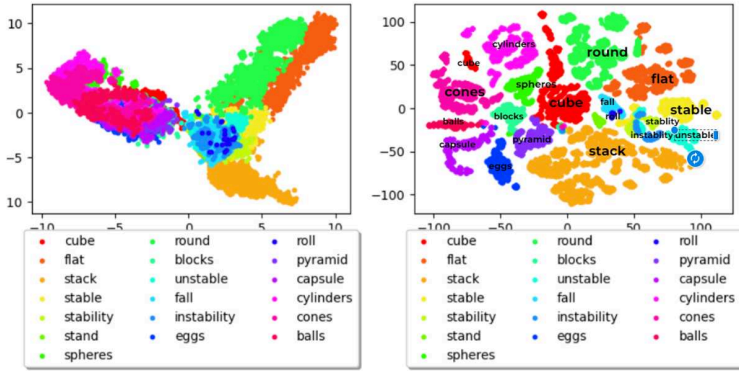 10
5
0
−5
10
−10
−5
0
5
10
cube
flat
stack
stable
stability
stand
spheres
round
blocks
unstable
fall
instability
eggs
roll
pyramid
capsule
cylinders
cones
balls
100
50
0
−50
−100
−100
−50
0
50
100
cylinders
round
cube
flat
spheres
cones
cube
fall
stable
roll
blocks
balls
stablity
instablity
unstable
pyramid
capsule
stack
eggs
cube
flat
stack
stable
stability
stand
spheres
round
blocks
unstable
fall
instability
eggs
roll
pyramid
capsule
cylinders
cones
balls